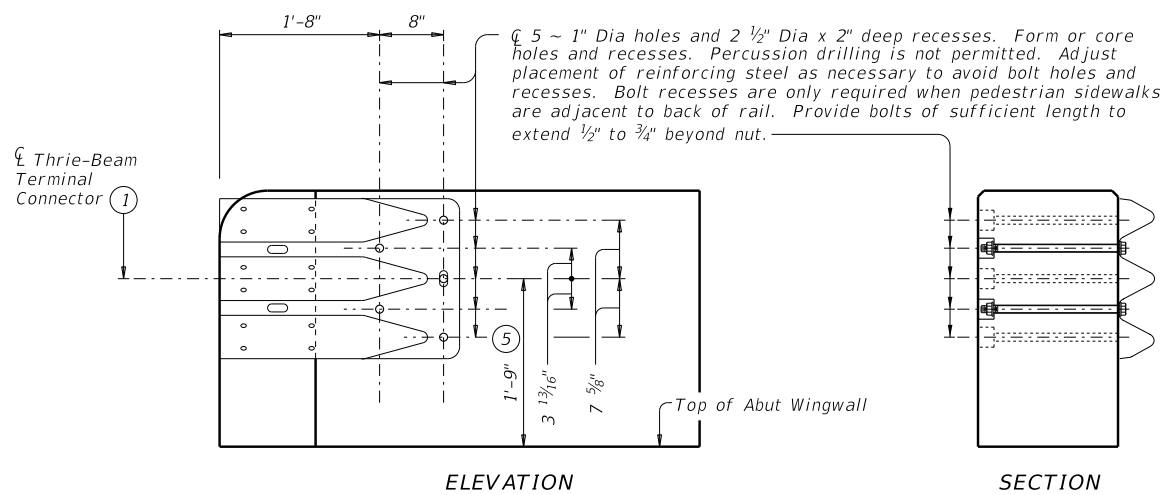 1'-8"
8"
℄ 5 ~ 1" Dia holes and 2 ½" Dia x 2" deep recesses. Form or core
holes and recesses. Percussion drilling is not permitted. Adjust
placement of reinforcing steel as necessary to avoid bolt holes and
recesses. Bolt recesses are only required when pedestrian sidewalks
are adjacent to back of rail. Provide bolts of sufficient length to
extend ½" to ¾" beyond nut.
℄ Thrie-Beam
Terminal
Connector 1
5
1'-9"
3 13/16"
7 5/8"
Top of Abut Wingwall
ELEVATION
SECTION